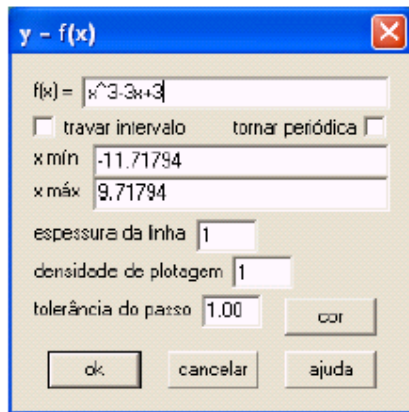 y = f(x)
f(x) = x^3-3x+3
travar intervalo tornar periódica
x mín -11.71794
x máx 9.71794
espessura da linha 1
densidade de plotagem 1
tolerância do passo 1.00 cor
ok cancelar ajuda